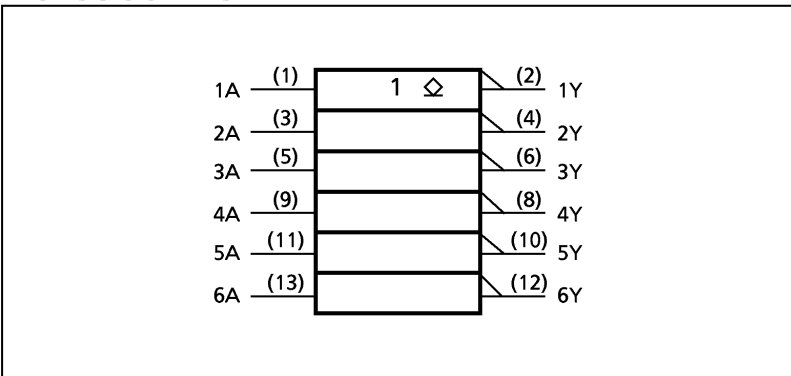 1A (1) 1 ◇ (2) 1Y
2A (3) (4) 2Y
3A (5) (6) 3Y
4A (9) (8) 4Y
5A (11) (10) 5Y
6A (13) (12) 6Y